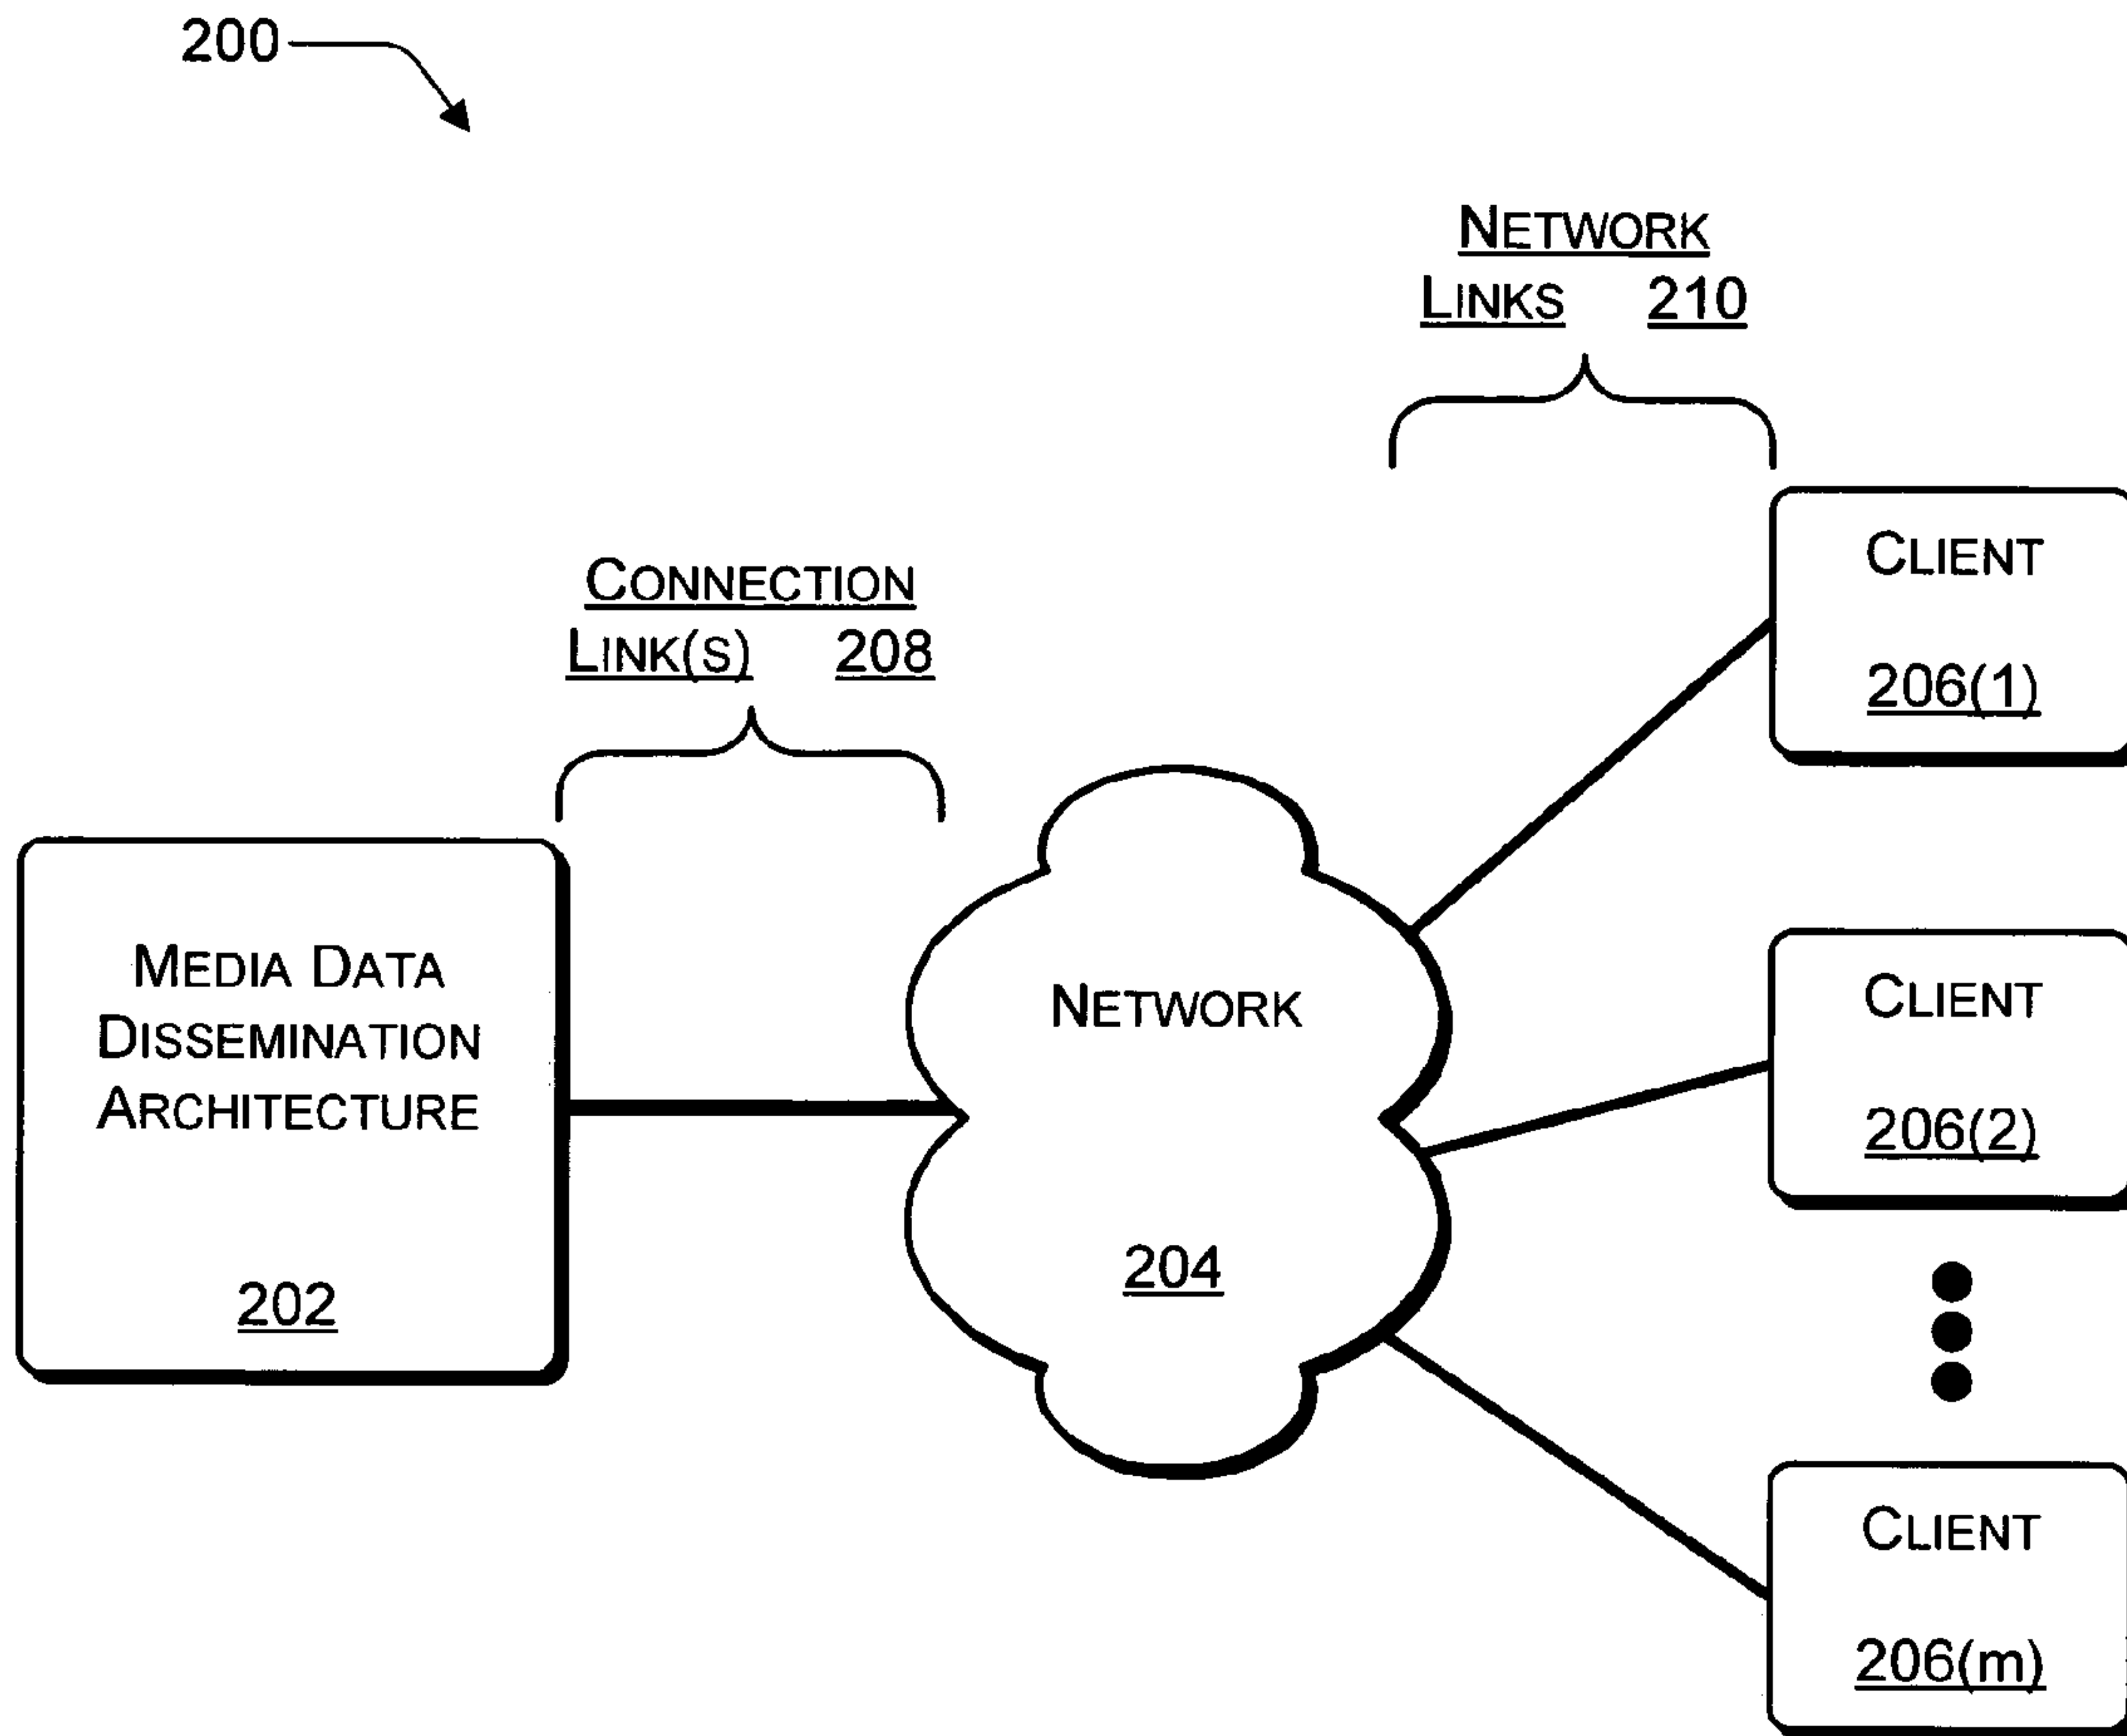 200
NETWORK
LINKS 210
CONNECTION
LINK(S) 208
CLIENT
206(1)
MEDIA DATA
DISSEMINATION
ARCHITECTURE
202
NETWORK
204
CLIENT
206(2)
CLIENT
206(m)